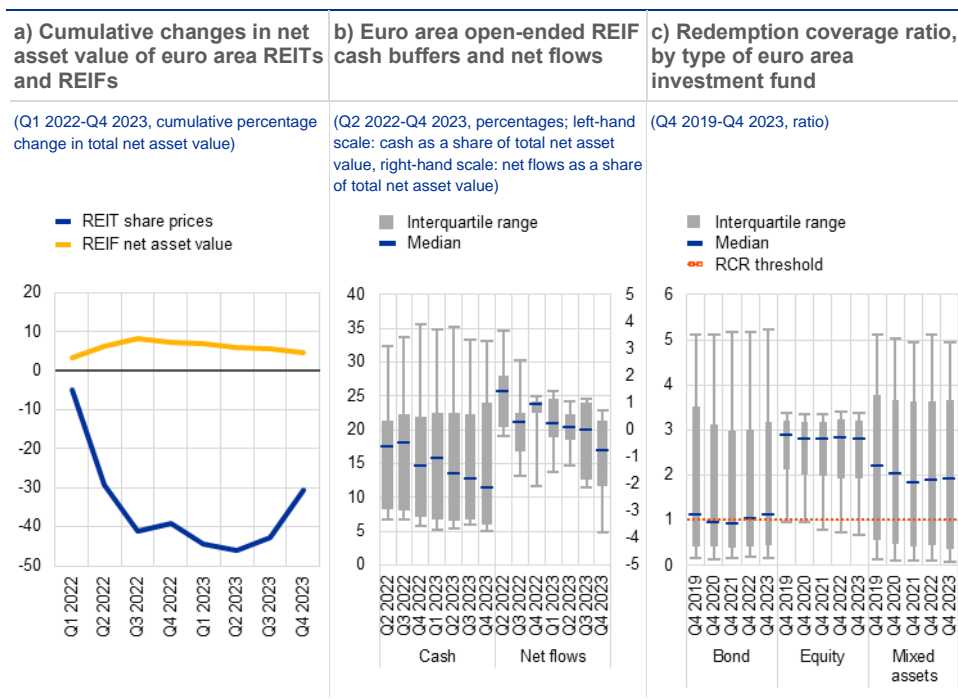 a) Cumulative changes in net
asset value of euro area REITs
and REIFs
(Q1 2022-Q4 2023, cumulative percentage
change in total net asset value)
REIT share prices
REIF net asset value
20
10
0
-10
-20
-30
-40
-50
Q1 2022
Q2 2022
Q3 2022
Q4 2022
Q1 2023
Q2 2023
Q3 2023
Q4 2023
b) Euro area open-ended REIF
cash buffers and net flows
(Q2 2022-Q4 2023, percentages; left-hand
scale: cash as a share of total net asset
value, right-hand scale: net flows as a share
of total net asset value)
Interquartile range
Median
40
35
30
25
20
15
10
5
0
5
4
3
2
1
0
-1
-2
-3
-4
-5
Q2 2022
Q3 2022
Q4 2022
Q1 2023
Q2 2023
Q3 2023
Q4 2023
Q2 2022
Q3 2022
Q4 2022
Q1 2023
Q2 2023
Q3 2023
Q4 2023
Cash
Net flows
c) Redemption coverage ratio,
by type of euro area
investment fund
(Q4 2019-Q4 2023, ratio)
Interquartile range
Median
RCR threshold
6
5
4
3
2
1
0
Q4 2019
Q4 2020
Q4 2021
Q4 2022
Q4 2023
Q4 2019
Q4 2020
Q4 2021
Q4 2022
Q4 2023
Q4 2019
Q4 2020
Q4 2021
Q4 2022
Q4 2023
Bond
Equity
Mixed
assets